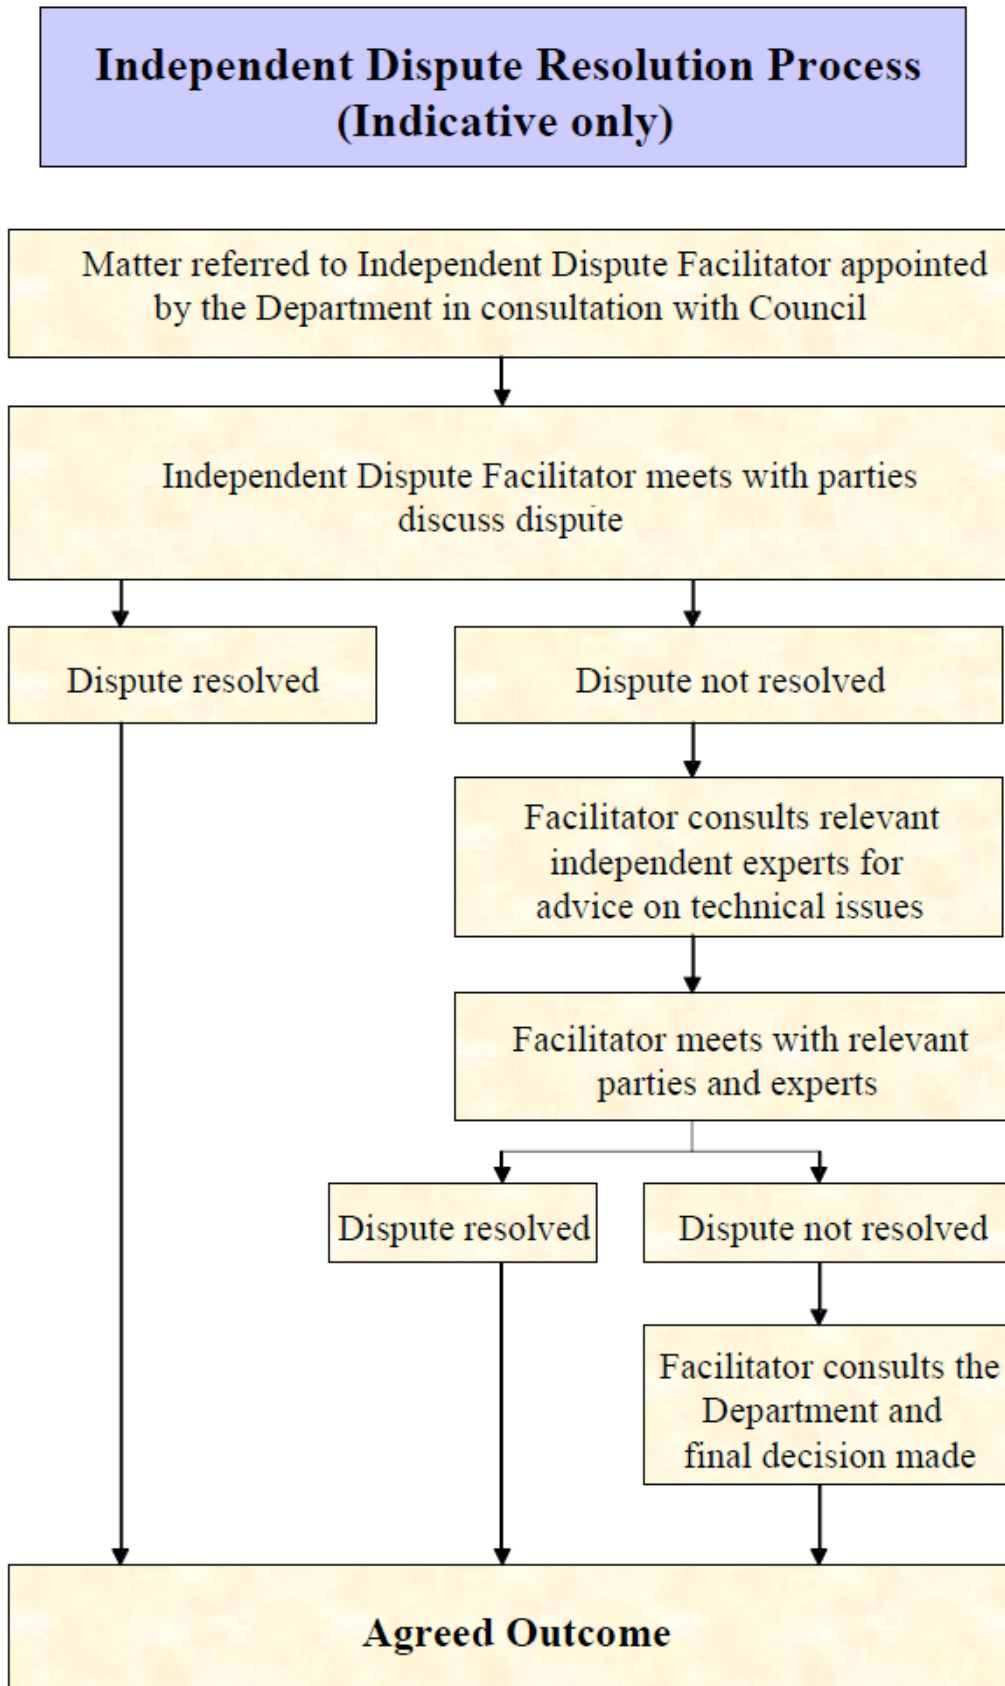 Independent Dispute Resolution Process
(Indicative only)
Matter referred to Independent Dispute Facilitator appointed
by the Department in consultation with Council
Independent Dispute Facilitator meets with parties
discuss dispute
Dispute resolved
Dispute not resolved
Facilitator consults relevant
independent experts for
advice on technical issues
Facilitator meets with relevant
parties and experts
Dispute resolved
Dispute not resolved
Facilitator consults the
Department and
final decision made
Agreed Outcome